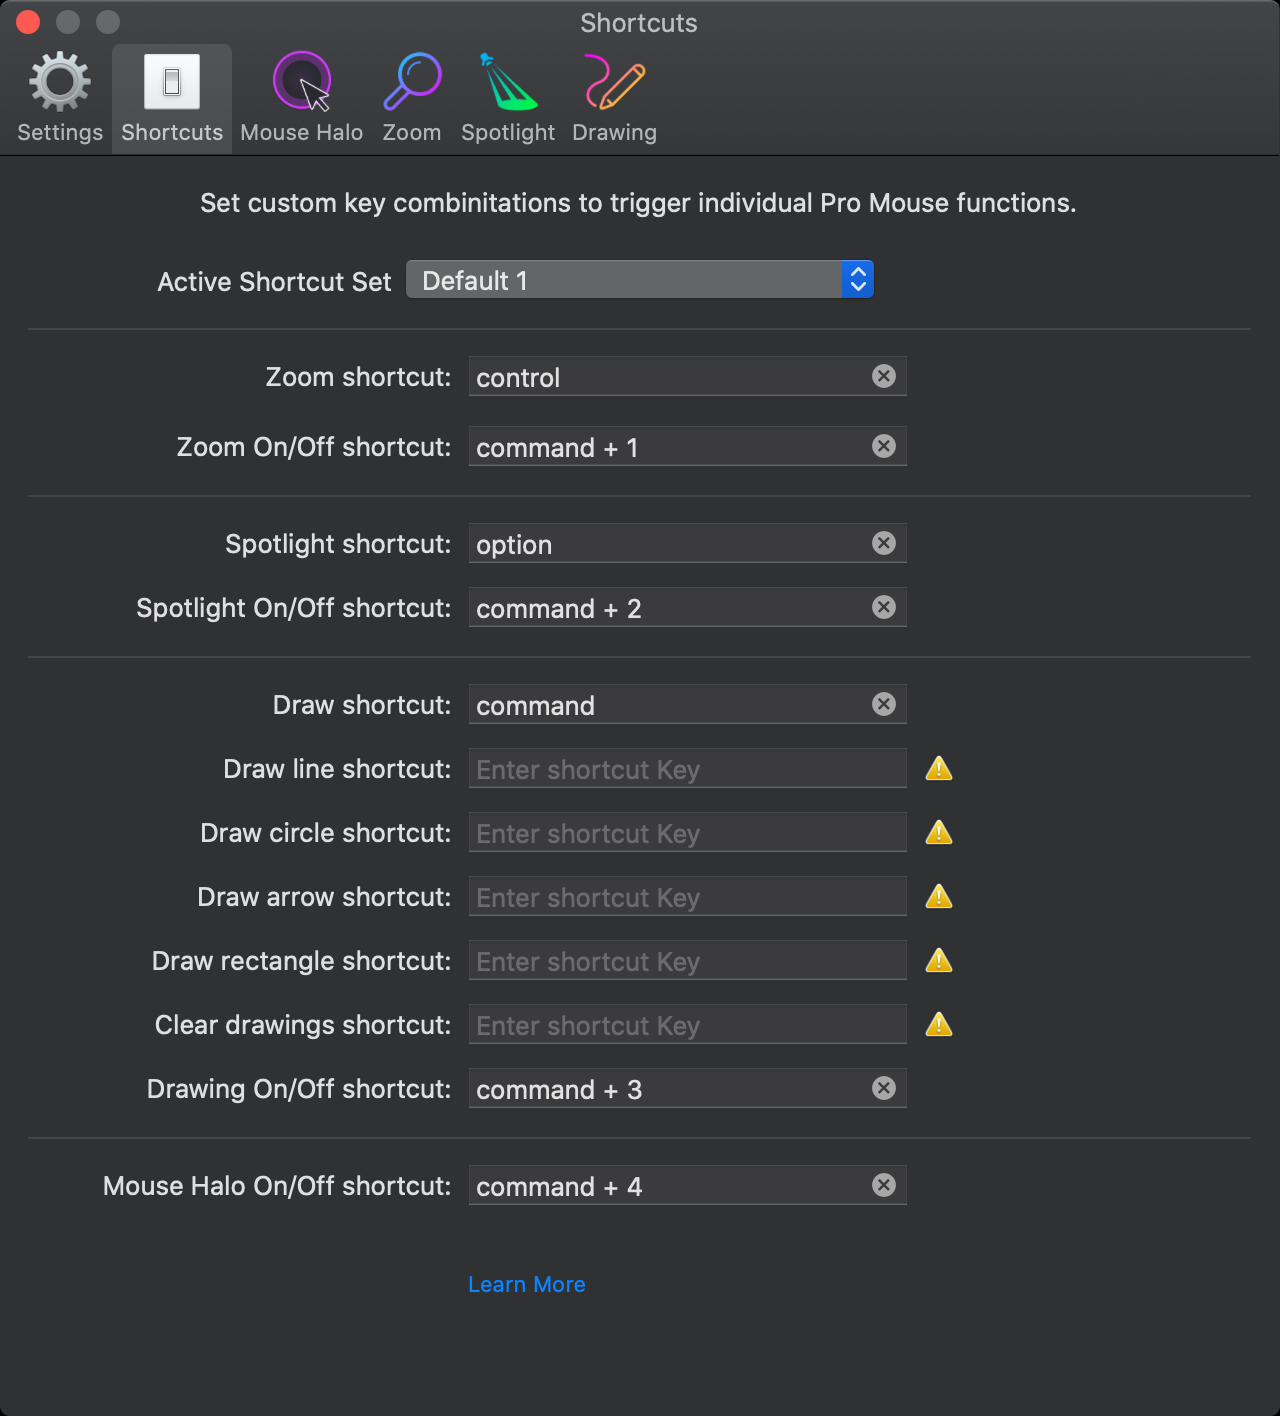 Shortcuts
Settings Shortcuts Mouse Halo Zoom Spotlight Drawing
Set custom key combinitations to trigger individual Pro Mouse functions.
Active Shortcut Set Default 1
Zoom shortcut: control
Zoom On/Off shortcut: command + 1
Spotlight shortcut: option
Spotlight On/Off shortcut: command + 2
Draw shortcut: command
Draw line shortcut: Enter shortcut Key
Draw circle shortcut: Enter shortcut Key
Draw arrow shortcut: Enter shortcut Key
Draw rectangle shortcut: Enter shortcut Key
Clear drawings shortcut: Enter shortcut Key
Drawing On/Off shortcut: command + 3
Mouse Halo On/Off shortcut: command + 4
Learn More